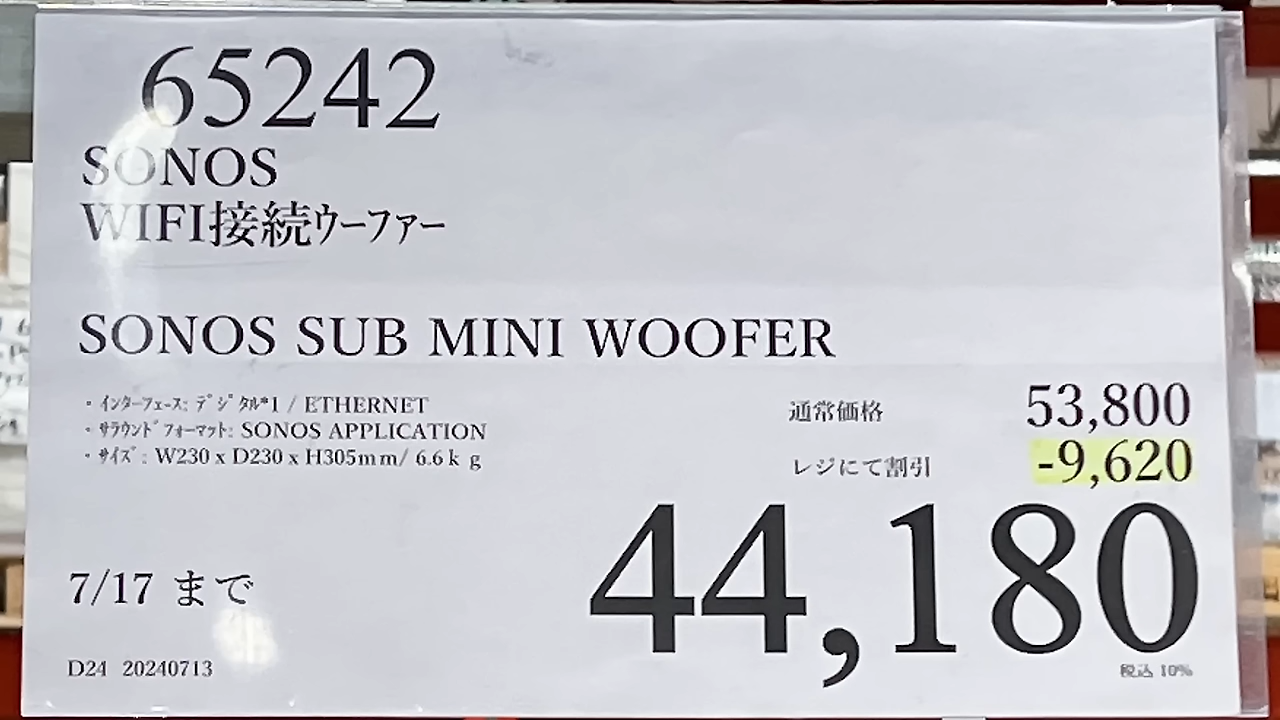 65242
SONOS
WIFI接続ウーファー
SONOS SUB MINI WOOFER
・ｲﾝﾀｰﾌｪｰｽ: ﾃﾞｼﾞﾀﾙ*1 / ETHERNET
・ｻﾗｳﾝﾄﾞﾌｫｰﾏｯﾄ: SONOS APPLICATION
・ｻｲｽﾞ: W230 x D230 x H305mm/ 6.6ｋｇ
通常価格 53,800
レジにて割引 -9,620
44,180
税込 10%
7/17 まで
D24 20240713